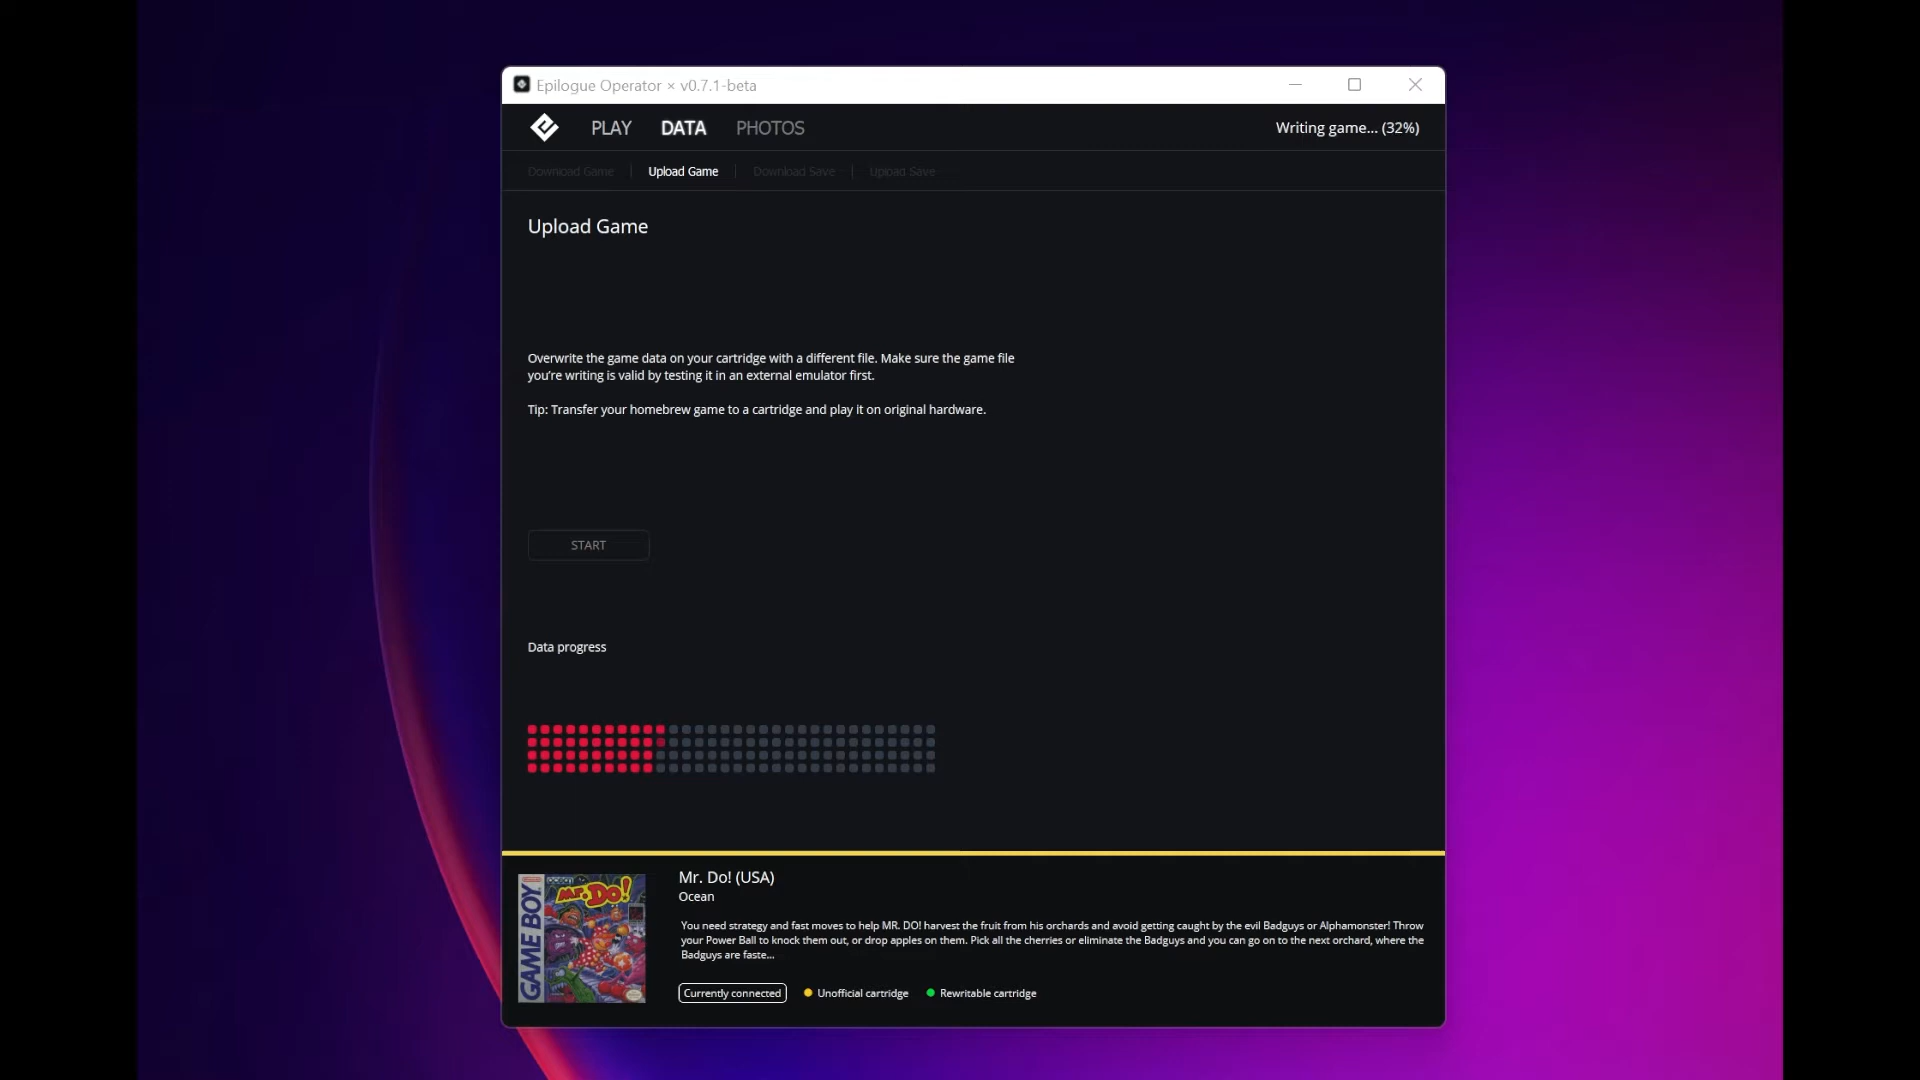 Epilogue Operator × v0.7.1-beta
PLAY DATA PHOTOS Writing game... (32%)
Download Game Upload Game Download Save Upload Save
Upload Game
Overwrite the game data on your cartridge with a different file. Make sure the game file
you're writing is valid by testing it in an external emulator first.
Tip: Transfer your homebrew game to a cartridge and play it on original hardware.
START
Data progress
GAME BOY
OCEAN
Mr. Do!
Mr. Do! (USA)
Ocean
You need strategy and fast moves to help MR. DO! harvest the fruit from his orchards and avoid getting caught by the evil Badguys or Alphamonster! Throw
your Power Ball to knock them out, or drop apples on them. Pick all the cherries or eliminate the Badguys and you can go on to the next orchard, where the
Badguys are faste...
Currently connected Unofficial cartridge Rewritable cartridge